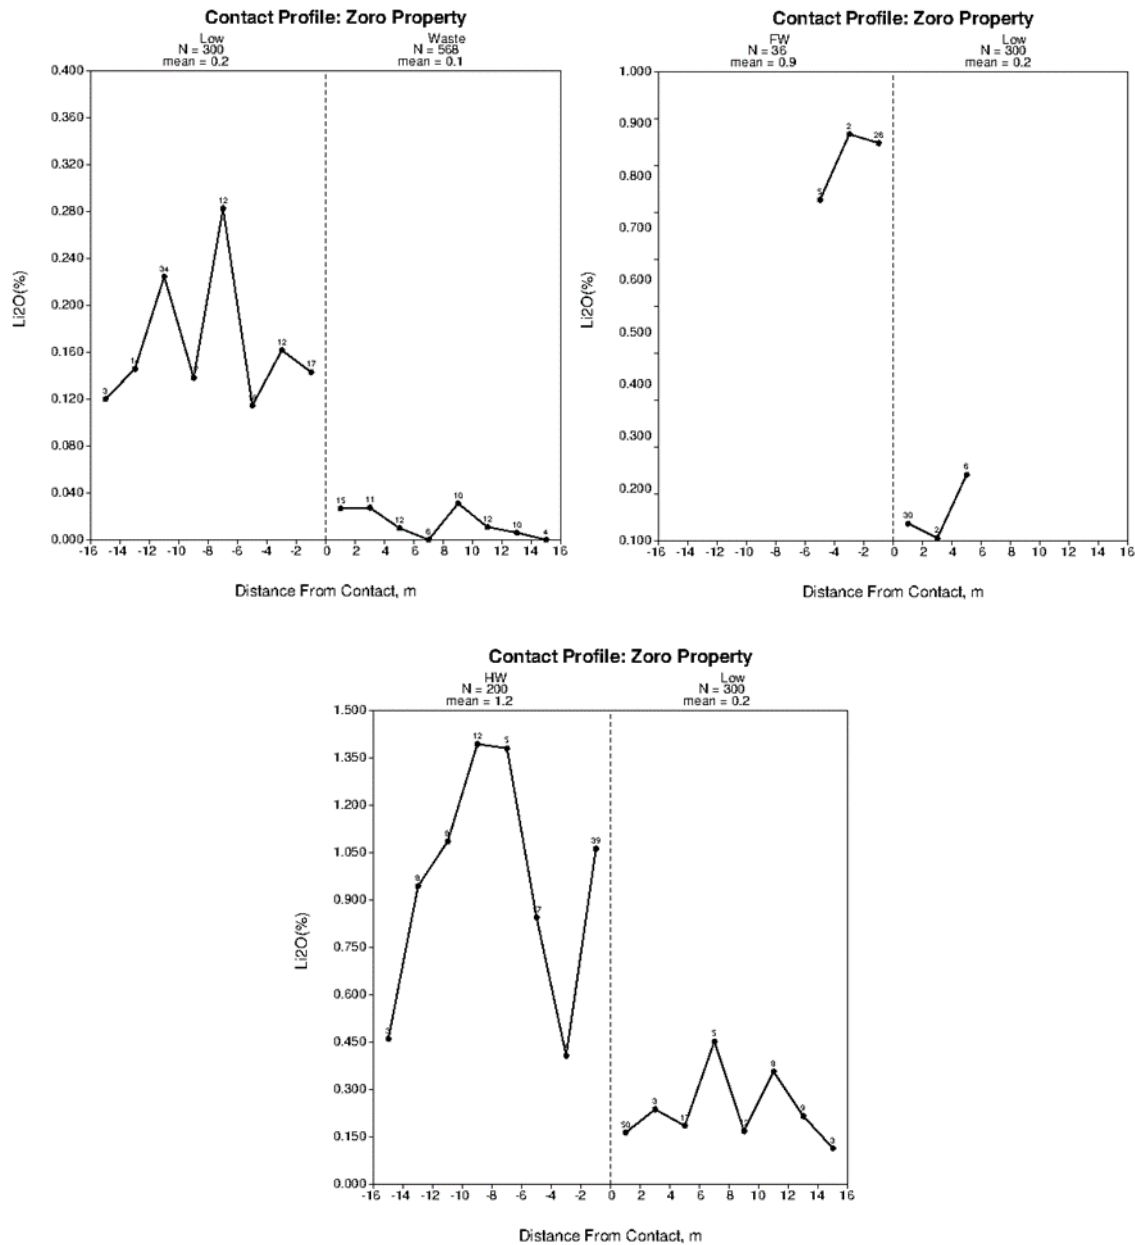 Contact Profile: Zoro Property
Low
N = 300
mean = 0.2
Waste
N = 568
mean = 0.1
0.400
0.360
0.320
0.280
0.240
0.200
0.160
0.120
0.080
0.040
0.000
Li2O(%)
3
34
12
12
17
15
11
12
6
10
12
10
4
-16 -14 -12 -10 -8 -6 -4 -2 0 2 4 6 8 10 12 14 16
Distance From Contact, m
Contact Profile: Zoro Property
FW
N = 36
mean = 0.9
Low
N = 300
mean = 0.2
1.000
0.900
0.800
0.700
0.600
0.500
0.400
0.300
0.200
0.100
Li2O(%)
5
2
26
30
2
6
-16 -14 -12 -10 -8 -6 -4 -2 0 2 4 6 8 10 12 14 16
Distance From Contact, m
Contact Profile: Zoro Property
HW
N = 200
mean = 1.2
Low
N = 300
mean = 0.2
1.500
1.350
1.200
1.050
0.900
0.750
0.600
0.450
0.300
0.150
0.000
Li2O(%)
12
5
39
50
3
17
5
9
3
-16 -14 -12 -10 -8 -6 -4 -2 0 2 4 6 8 10 12 14 16
Distance From Contact, m